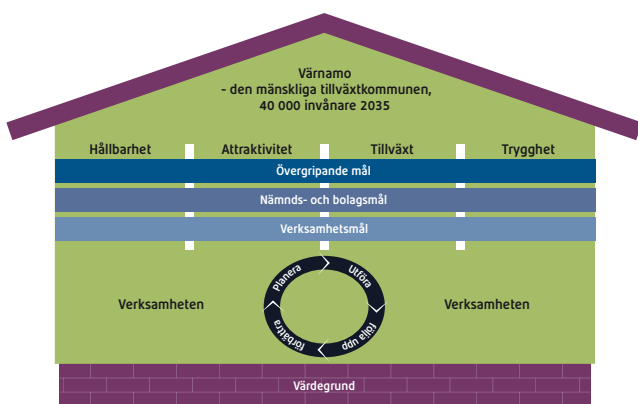 Värnamo
- den mänskliga tillväxtkommunen,
40 000 invånare 2035
Hållbarhet
Attraktivitet
Tillväxt
Trygghet
Övergripande mål
Nämnds- och bolagsmål
Verksamhetsmål
Verksamheten
Planera
Utföra
följa upp
förbättra
Verksamheten
Värdegrund